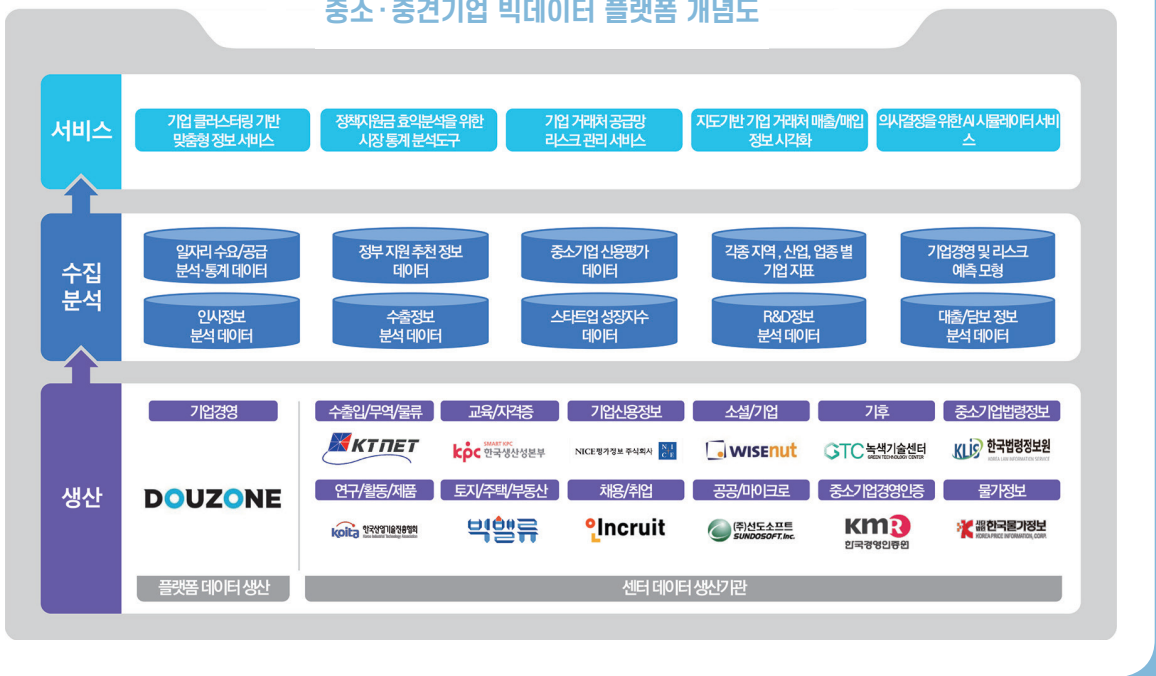 중소·중견기업 빅데이터 플랫폼 개념도
서비스
기업 클러스터링 기반
맞춤형 정보 서비스
정책지원금 효익분석을 위한
시장 통계 분석도구
기업 거래처 공급망
리스크 관리 서비스
지도기반 기업 거래처 매출/매입
정보 시각화
의사결정을 위한 AI 시뮬레이터 서비
스
수집
분석
일자리 수요/공급
분석·통계 데이터
정부 지원 추천 정보
데이터
중소기업 신용평가
데이터
각종 지역, 산업, 업종 별
기업 지표
기업경영 및 리스크
예측 모형
인사정보
분석 데이터
수출정보
분석 데이터
스타트업 성장지수
데이터
R&D정보
분석 데이터
대출/담보 정보
분석 데이터
생산
기업경영
DOUZONE
플랫폼 데이터 생산
수출입/무역/물류
교육/자격증
기업신용정보
소셜/기업
기후
중소기업법령정보
KTNET
kpc SMART KPC
한국생산성본부
NICE평가정보 주식회사 NICE
wisenut
GTC 녹색기술센터
GREEN TECHNOLOGY CENTER
KLIS 한국법령정보원
KOREA LAW INFORMATION SERVICE
연구/활동/제품
토지/주택/부동산
채용/취업
공공/마이크로
중소기업경영인증
물가정보
koita 한국산업기술진흥협회
Korea Industrial Technology Association
빅밸류
Incruit
(주)선도소프트
SUNDOSOFT, Inc.
KMR
한국경영인증원
한국물가정보
KOREA PRICE INFORMATION, CORP.
센터 데이터 생산기관